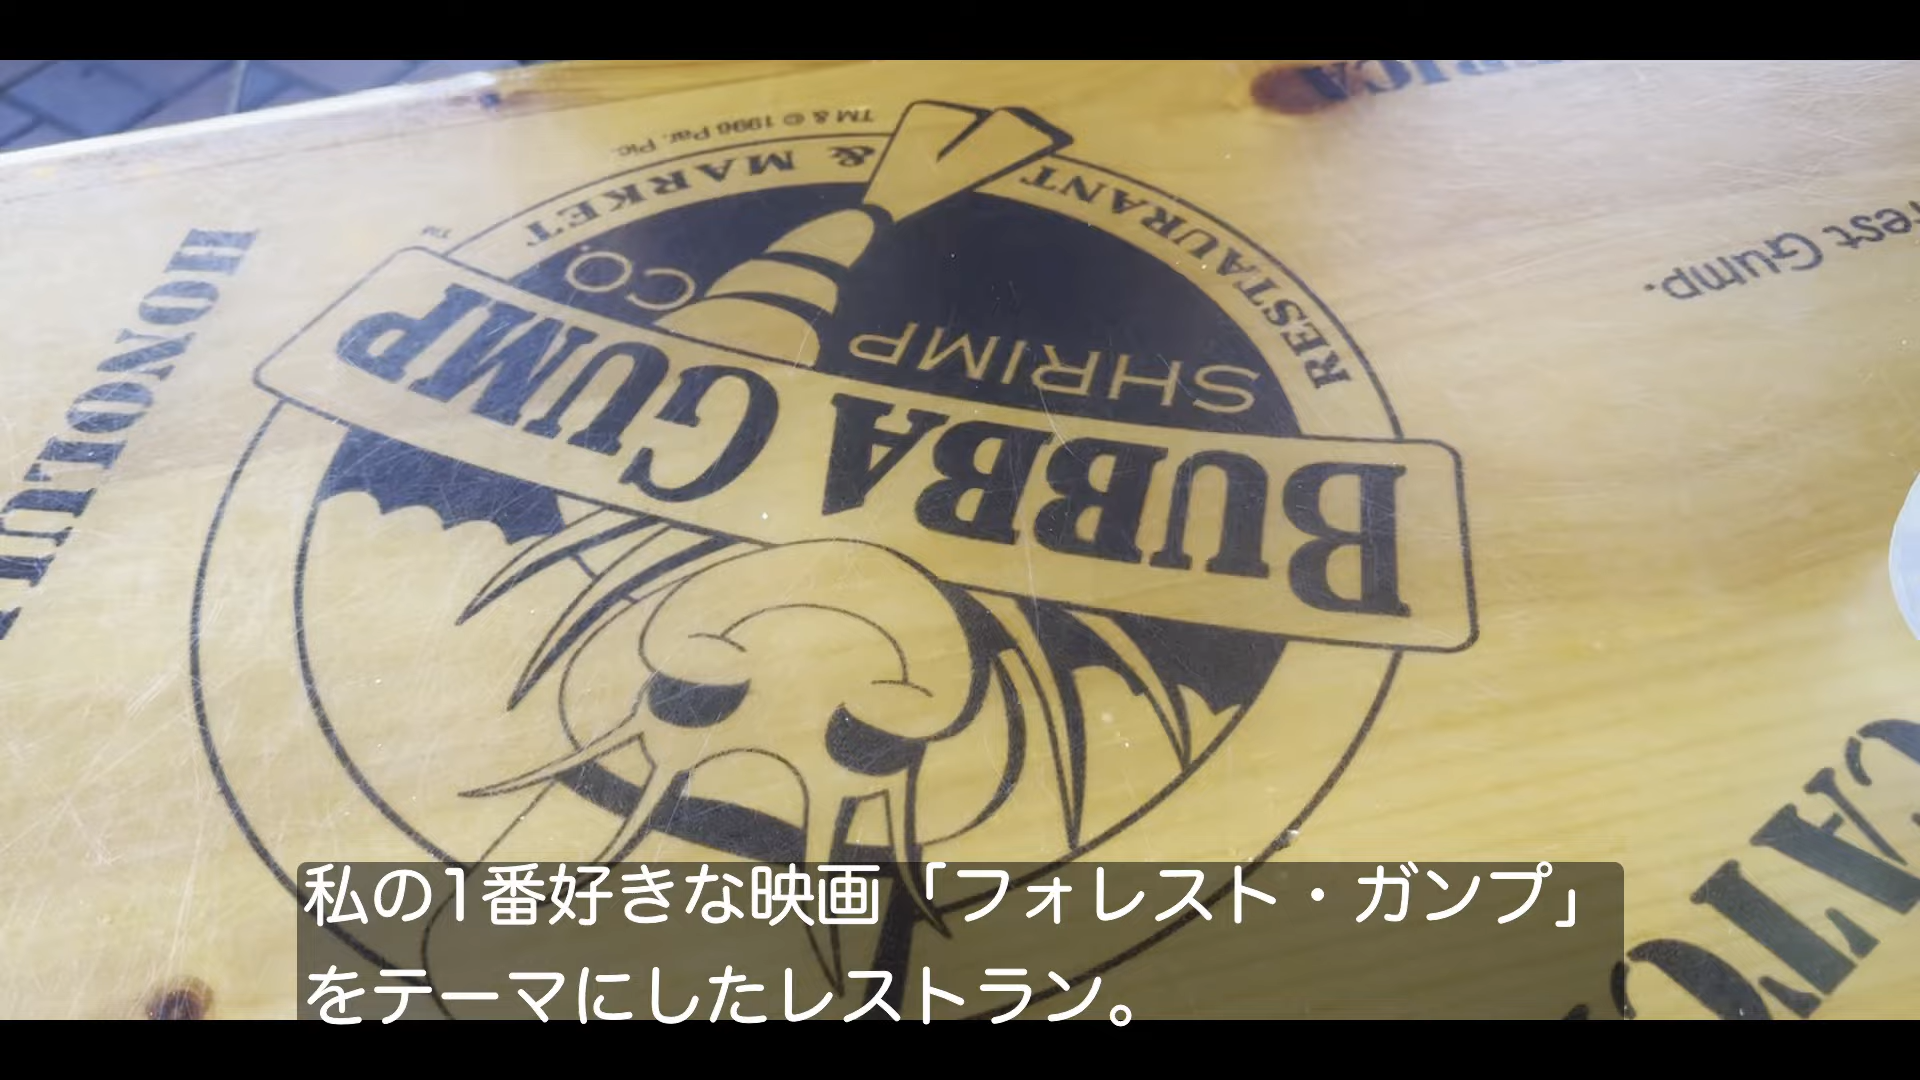 TM & © 1996 Par. Pic.
RESTAURANT & MARKET
SHRIMP CO.
BUBBA GUMP
TM
HONOLULU
rest Gump.
私の1番好きな映画「フォレスト・ガンプ」
をテーマにしたレストラン。